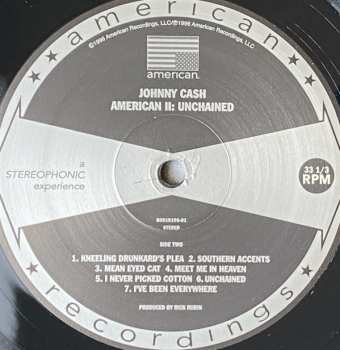 american
©1996 American Recordings, LLC/℗1996 American Recordings, LLC
american.
JOHNNY CASH
AMERICAN II: UNCHAINED
a
STEREOPHONIC
experience
33 1/3
RPM
STEREO
SIDE TWO
1. KNEELING DRUNKARD'S PLEA 2. SOUTHERN ACCENTS
3. MEAN EYED CAT 4. MEET ME IN HEAVEN
5. I NEVER PICKED COTTON 6. UNCHAINED
7. I'VE BEEN EVERYWHERE
PRODUCED BY RICK RUBIN
recordings